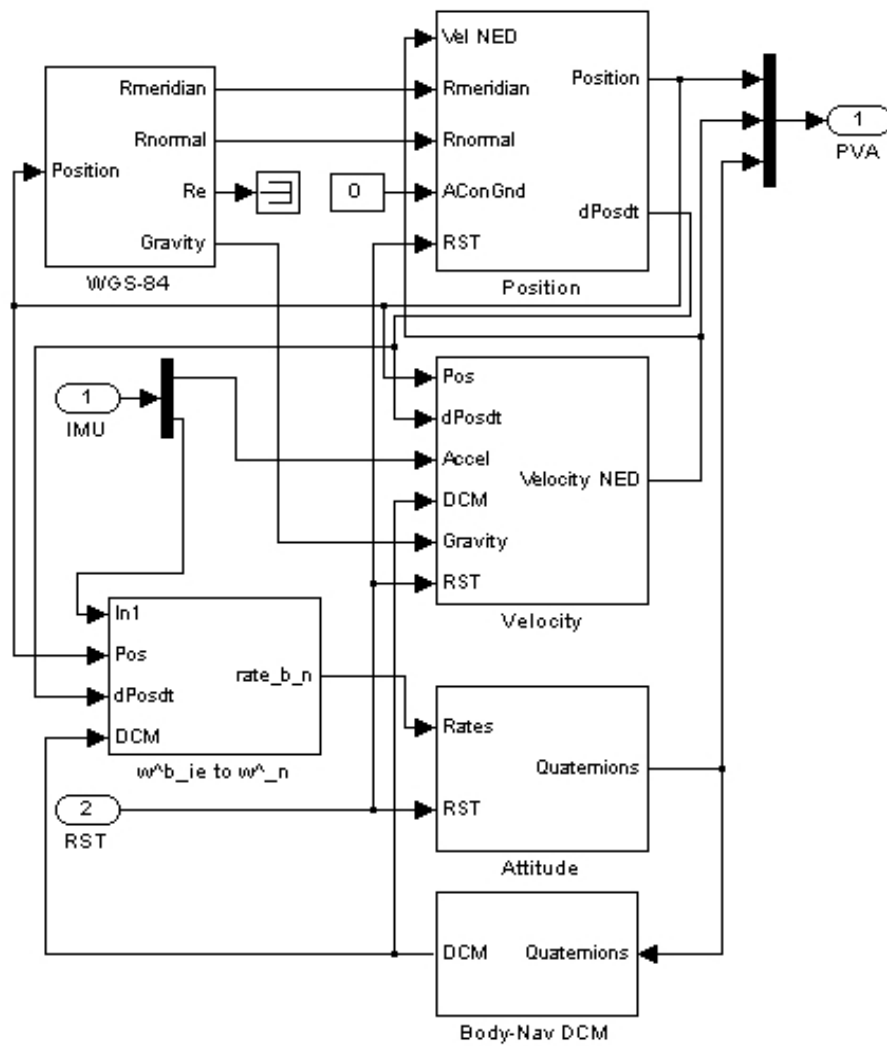 Vel NED
Rmeridian
Rnormal
AConGnd
RST
Position
dPosdt
Position
Position
Rmeridian
Rnormal
Re
Gravity
WGS-84
0
1
PVA
1
IMU
Pos
dPosdt
Accel
DCM
Gravity
RST
Velocity NED
Velocity
In1
Pos
dPosdt
DCM
rate_b_n
w^b_ie to w^_n
2
RST
Rates
RST
Quaternions
Attitude
DCM
Quaternions
Body-Nav DCM